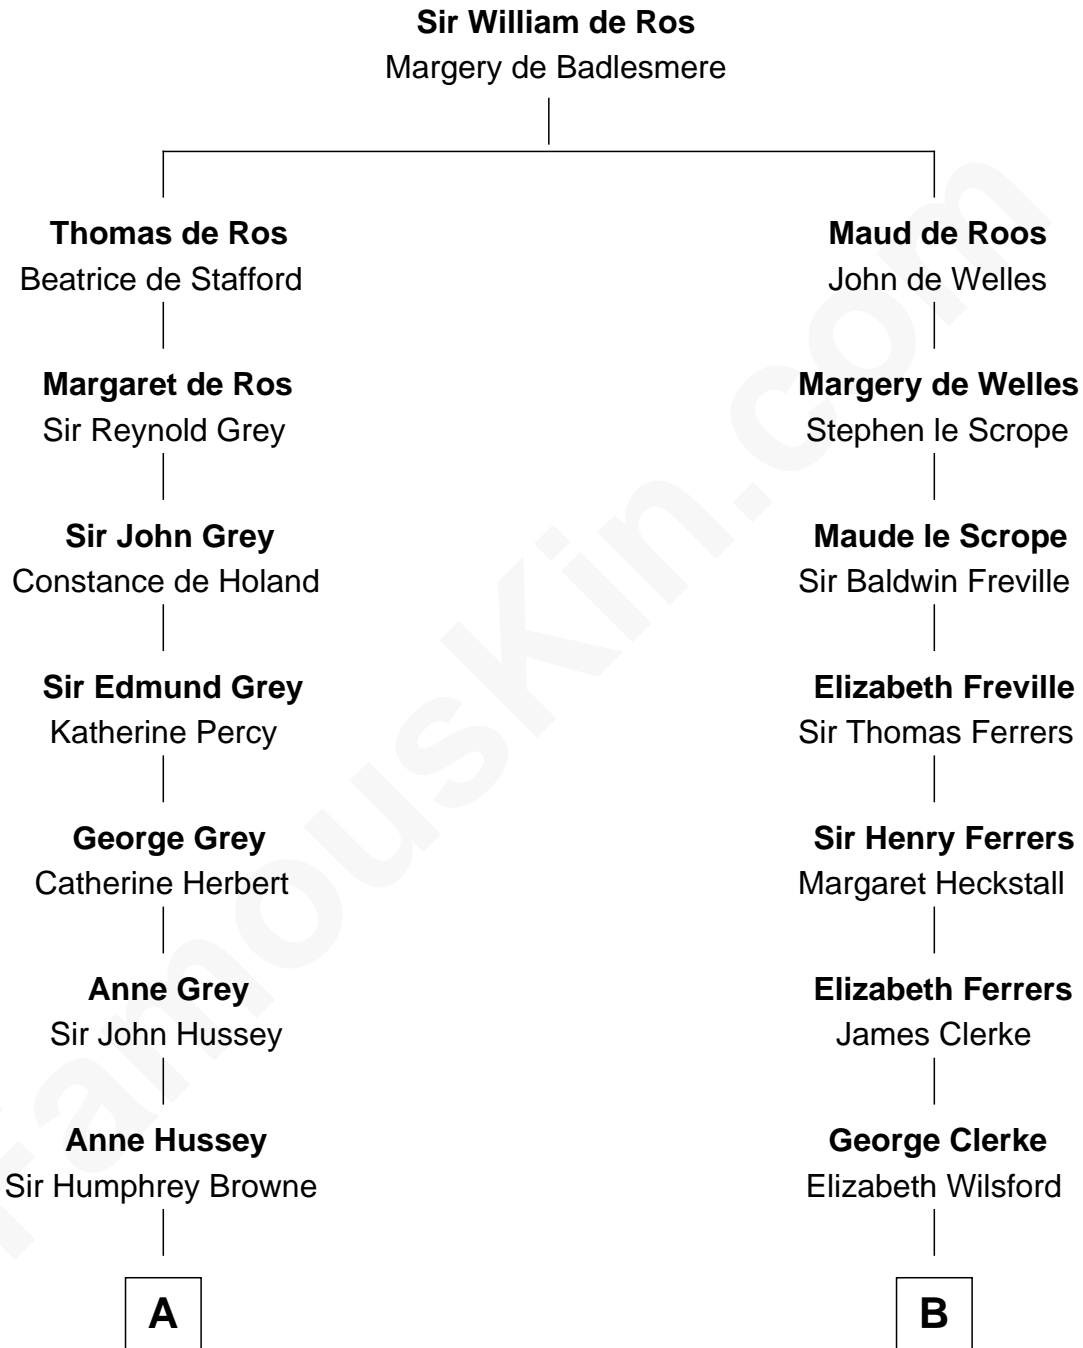 Sir William de Ros
Margery de Badlesmere
Thomas de Ros
Beatrice de Stafford
Maud de Roos
John de Welles
Margaret de Ros
Sir Reynold Grey
Margery de Welles
Stephen le Scrope
Sir John Grey
Constance de Holand
Maude le Scrope
Sir Baldwin Freville
Sir Edmund Grey
Katherine Percy
Elizabeth Freville
Sir Thomas Ferrers
George Grey
Catherine Herbert
Sir Henry Ferrers
Margaret Heckstall
Anne Grey
Sir John Hussey
Elizabeth Ferrers
James Clerke
Anne Hussey
Sir Humphrey Browne
George Clerke
Elizabeth Wilsford
A
B
FamousKin.com